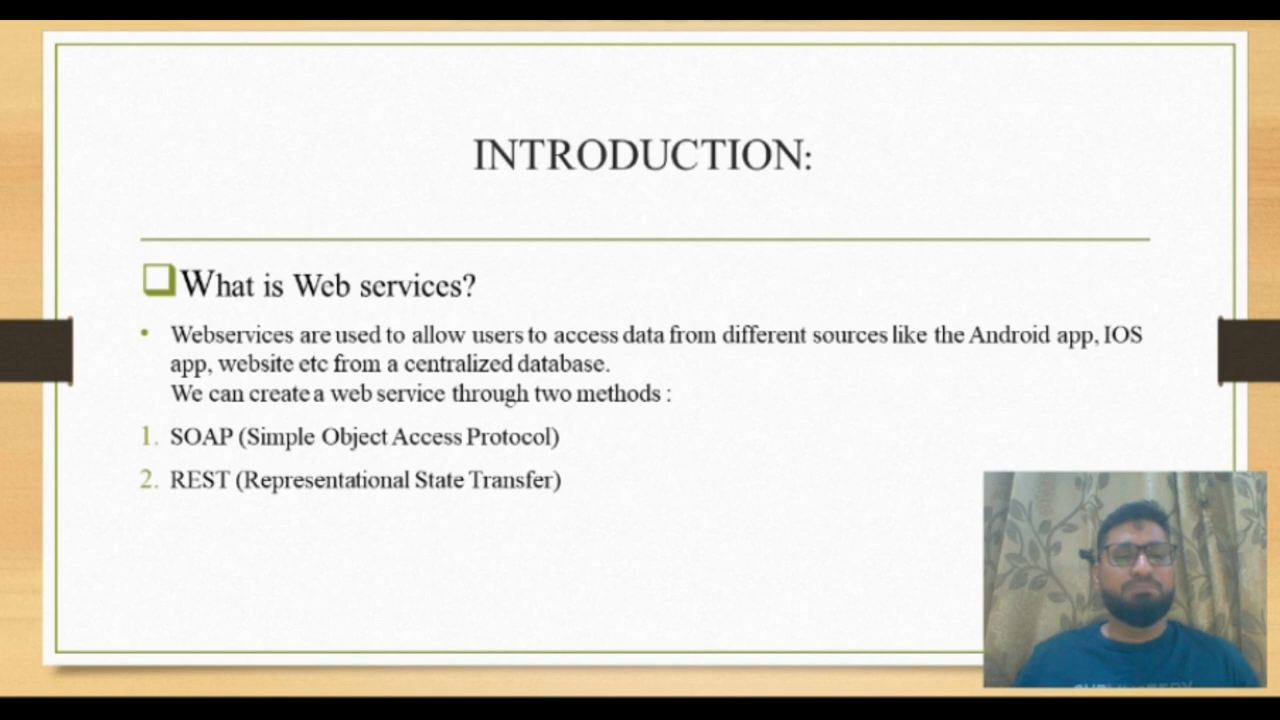 INTRODUCTION:
What is Web services?
• Webservices are used to allow users to access data from different sources like the Android app, IOS
app, website etc from a centralized database.
We can create a web service through two methods :
1. SOAP (Simple Object Access Protocol)
2. REST (Representational State Transfer)